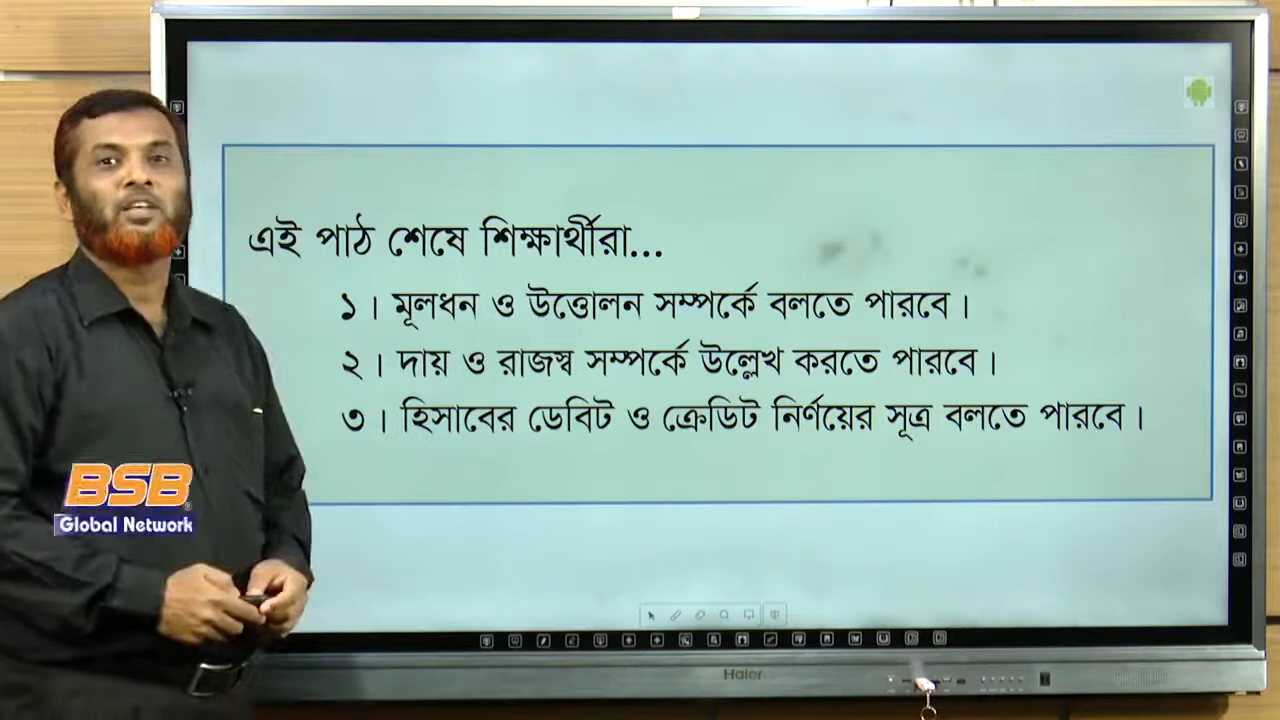 এই পাঠ শেষে শিক্ষার্থীরা...
১। মূলধন ও উত্তোলন সম্পর্কে বলতে পারবে।
২। দায় ও রাজস্ব সম্পর্কে উল্লেখ করতে পারবে।
৩। হিসাবের ডেবিট ও ক্রেডিট নির্ণয়ের সূত্র বলতে পারবে।
BSB
Global Network
Haier